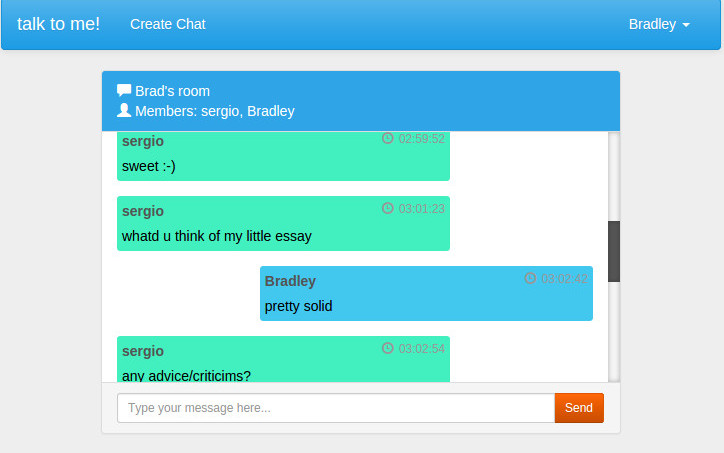 talk to me! Create Chat Bradley
Brad's room
Members: sergio, Bradley
sergio 02:59:52
sweet :-)
sergio 03:01:23
whatd u think of my little essay
Bradley 03:02:42
pretty solid
sergio 03:02:54
any advice/criticims?
Type your message here... Send